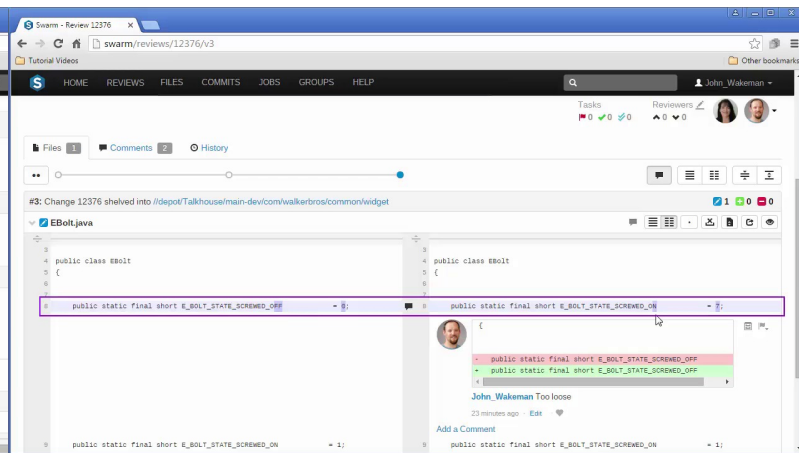 Swarm - Review 12376
swarm/reviews/12376/v3
Tutorial Videos
Other bookmarks
HOME REVIEWS FILES COMMITS JOBS GROUPS HELP
John_Wakeman
Tasks
0 0 0
Reviewers
0 0
Files 1 Comments 2 History
#3: Change 12376 shelved into //depot/Talkhouse/main-dev/com/walkerbros/common/widget
1 0 0
EBolt.java
3 3
4 public class EBolt 4 public class EBolt
5 { 5 {
6 6
7 7
8 public static final short E_BOLT_STATE_SCREWED_OFF = 0; 8 public static final short E_BOLT_STATE_SCREWED_ON = 7;
{
- public static final short E_BOLT_STATE_SCREWED_OFF
+ public static final short E_BOLT_STATE_SCREWED_OFF
John_Wakeman Too loose
23 minutes ago · Edit ·
Add a Comment
9 public static final short E_BOLT_STATE_SCREWED_ON = 1; 9 public static final short E_BOLT_STATE_SCREWED_ON = 1;